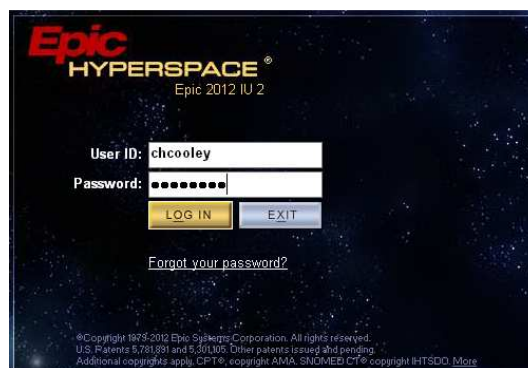 Epic
HYPERSPACE®
Epic 2012 IU 2
User ID: chcooley
Password: ••••••••
LOG IN EXIT
Forgot your password?
©Copyright 1979-2012 Epic Systems Corporation. All rights reserved.
U.S. Patents 5,781,891 and 5,301,105. Other patents issued and pending.
Additional copyrights apply. CPT®, copyright AMA. SNOMED CT® copyright IHTSDO. More